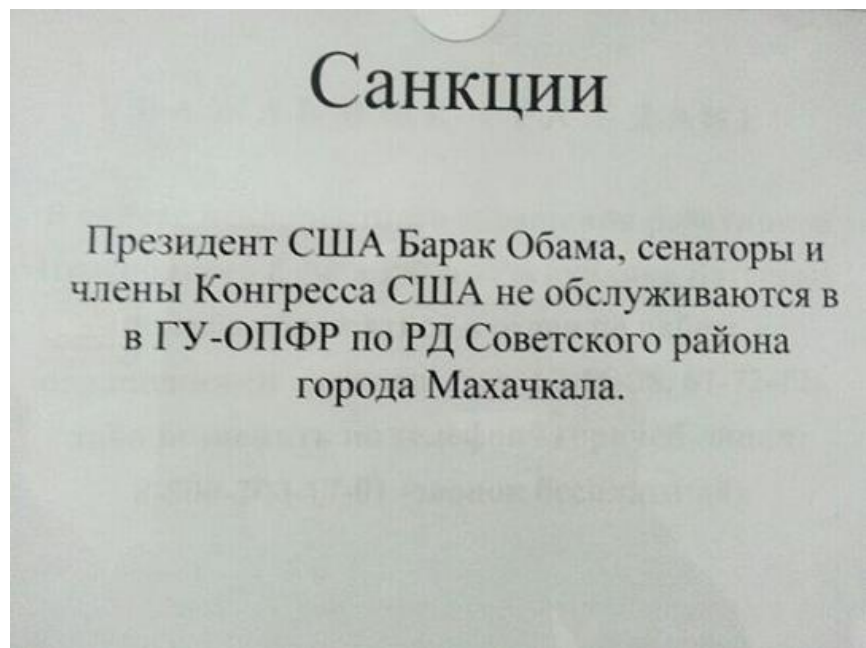 Санкции
Президент США Барак Обама, сенаторы и
члены Конгресса США не обслуживаются в
в ГУ-ОПФР по РД Советского района
города Махачкала.